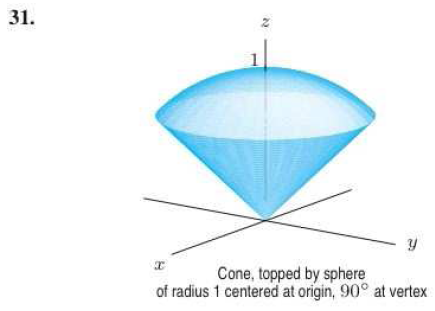 31.
z
1
y
x
Cone, topped by sphere
of radius 1 centered at origin, 90° at vertex